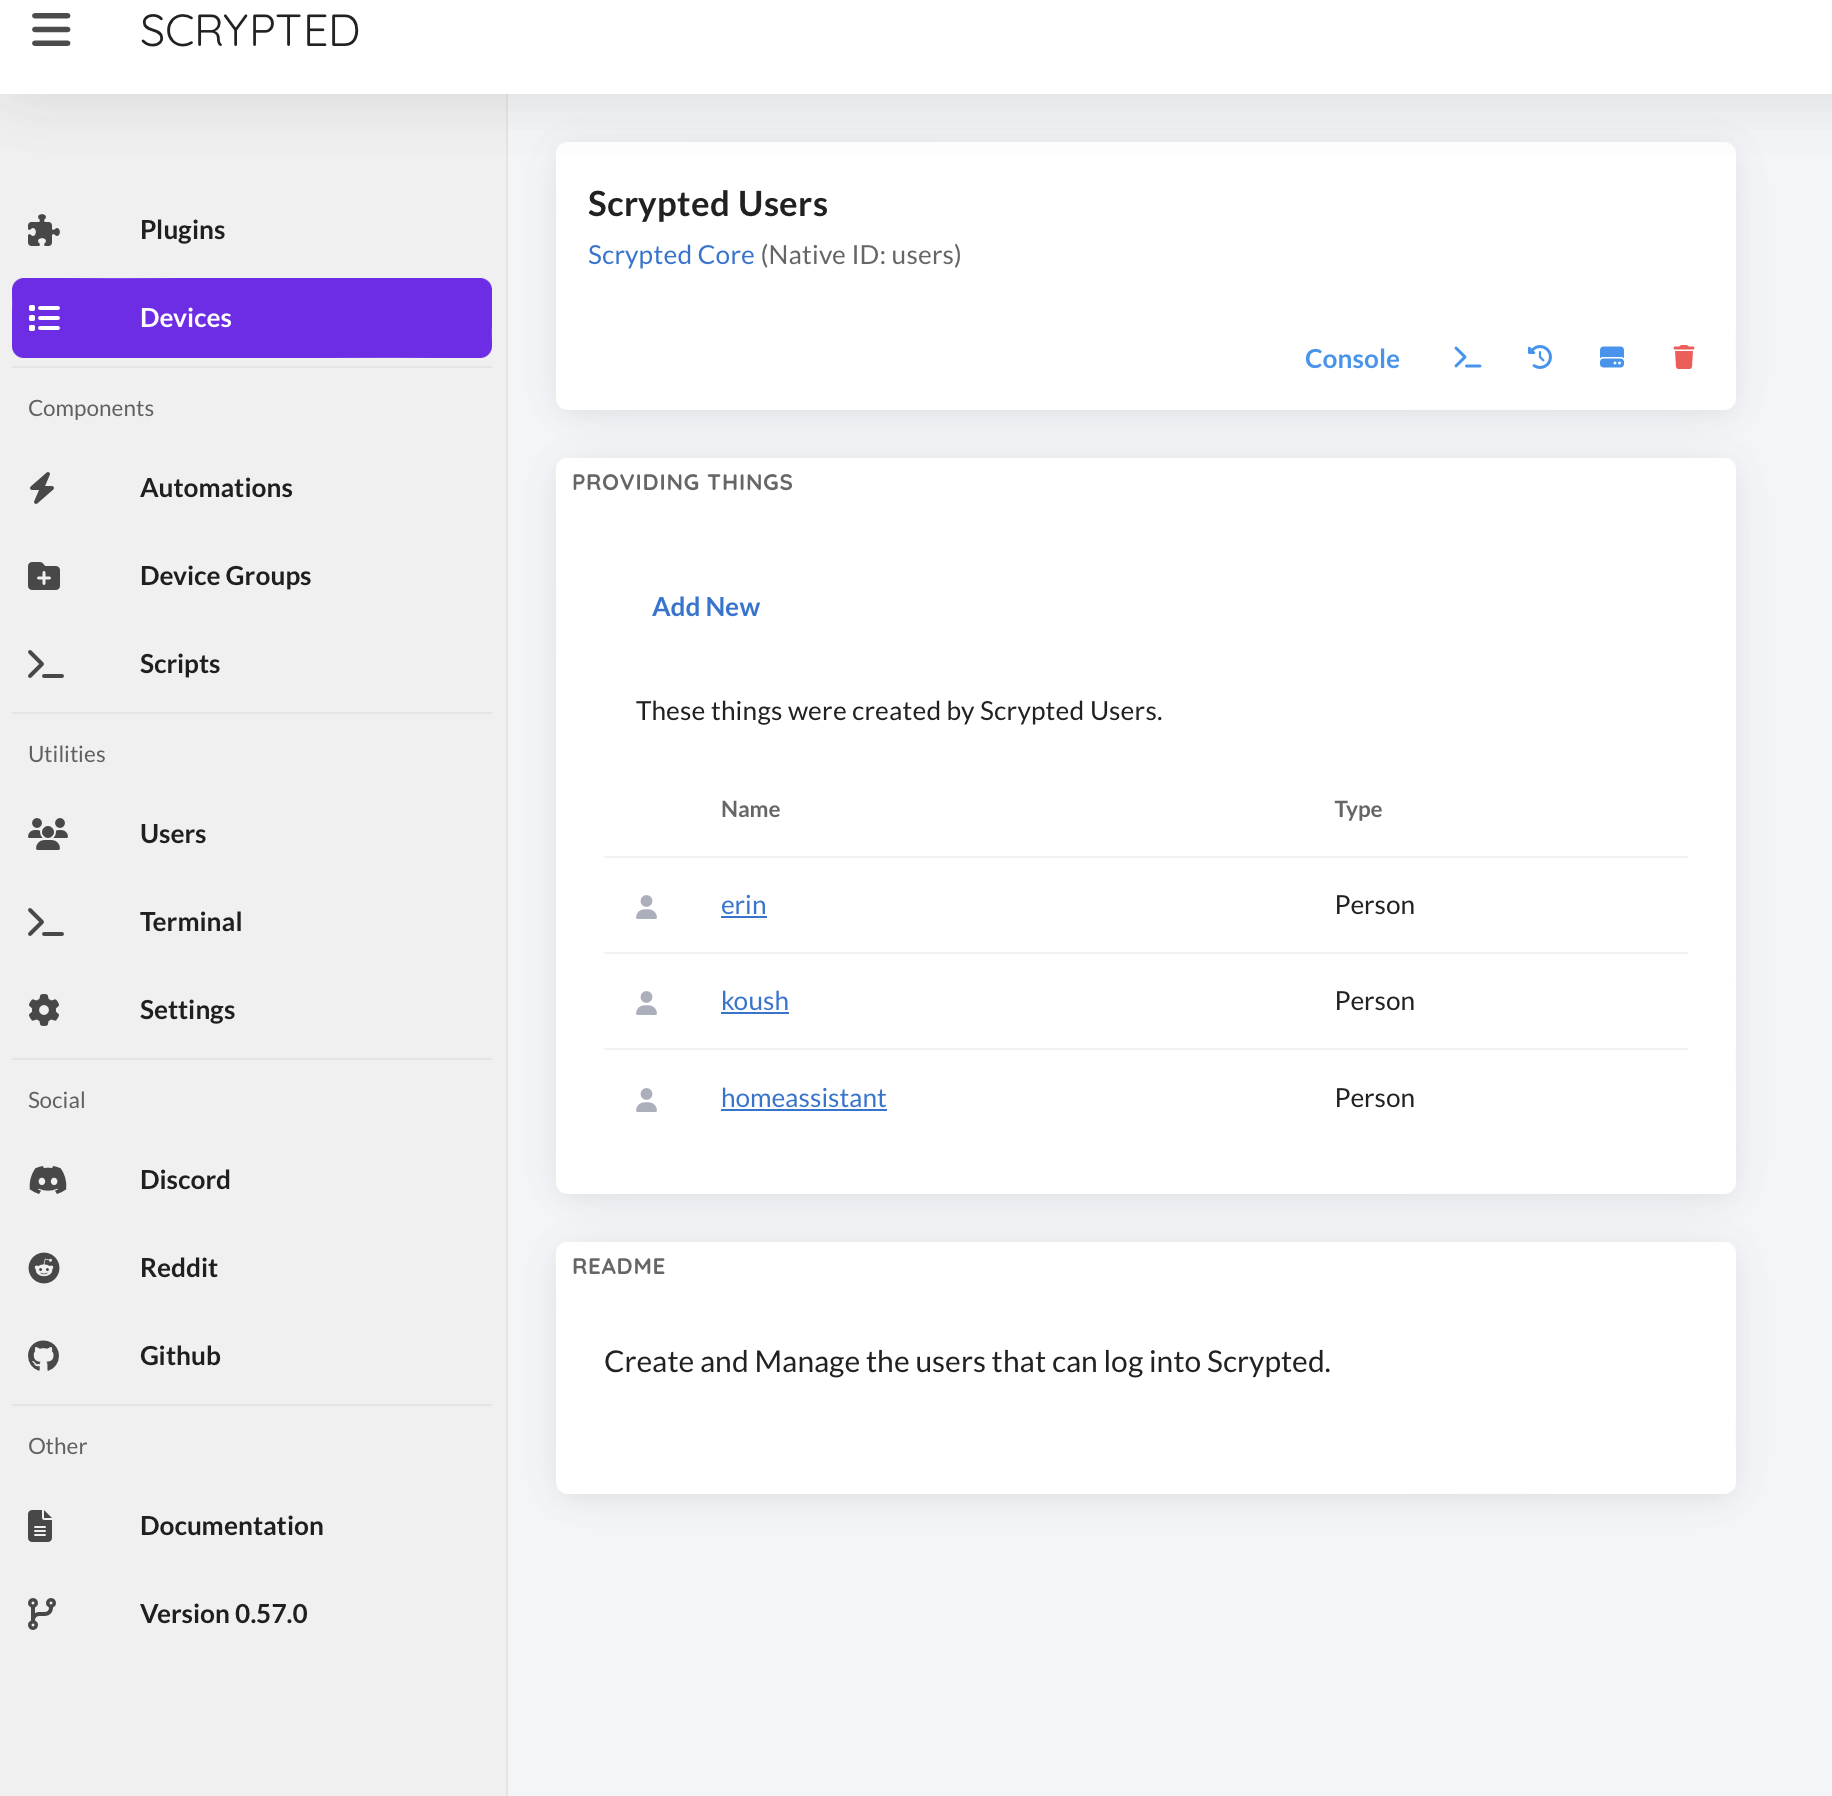 SCRYPTED
Plugins
Devices
Components
Automations
Device Groups
Scripts
Utilities
Users
Terminal
Settings
Social
Discord
Reddit
Github
Other
Documentation
Version 0.57.0
Scrypted Users
Scrypted Core (Native ID: users)
Console
PROVIDING THINGS
Add New
These things were created by Scrypted Users.
Name Type
erin Person
koush Person
homeassistant Person
README
Create and Manage the users that can log into Scrypted.